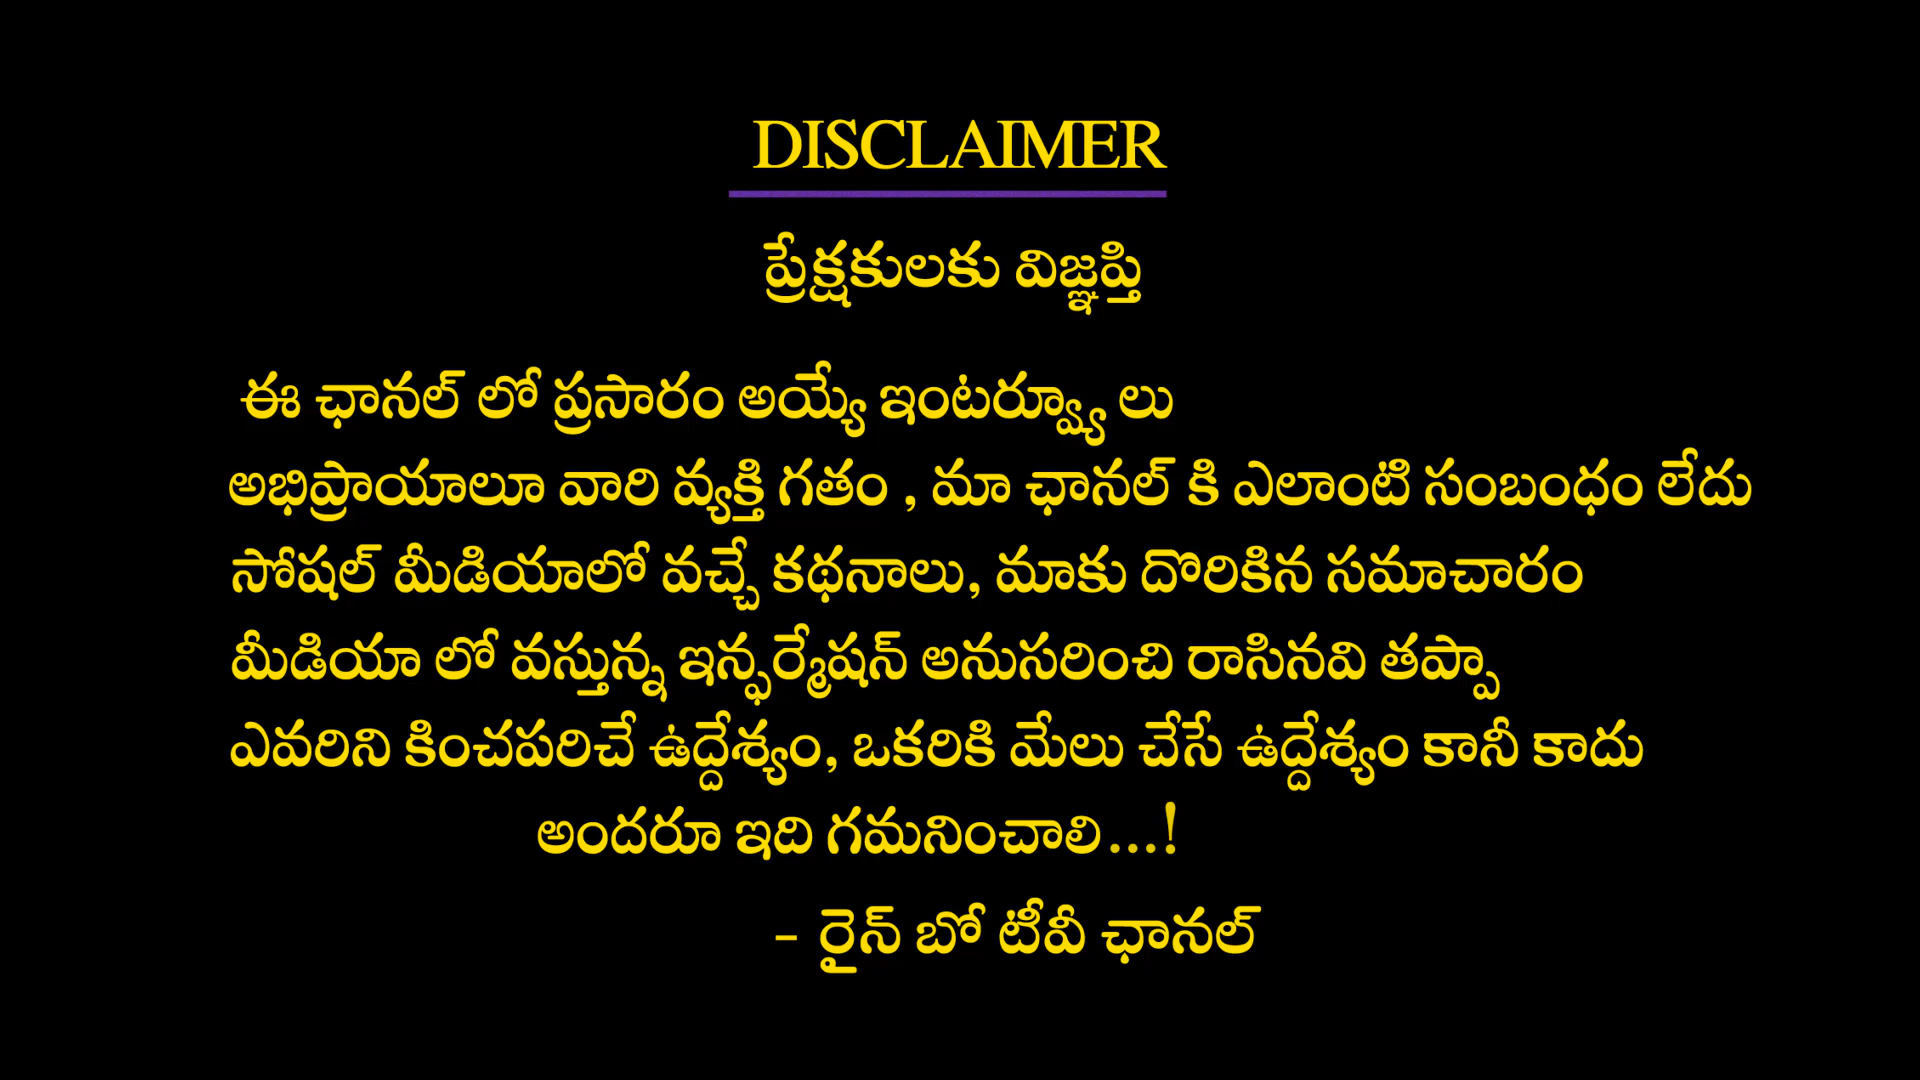 DISCLAIMER
ప్రేక్షకులకు విజ్ఞప్తి
ఈ ఛానల్ లో ప్రసారం అయ్యే ఇంటర్వ్యూ లు
అభిప్రాయాలూ వారి వ్యక్తి గతం , మా ఛానల్ కి ఎలాంటి సంబంధం లేదు
సోషల్ మీడియాలో వచ్చే కథనాలు, మాకు దొరికిన సమాచారం
మీడియా లో వస్తున్న ఇన్ఫర్మేషన్ అనుసరించి రాసినవి తప్పా
ఎవరిని కించపరిచే ఉద్దేశ్యం, ఒకరికి మేలు చేసే ఉద్దేశ్యం కానీ కాదు
అందరూ ఇది గమనించాలి...!
- రైన్ బో టీవీ ఛానల్